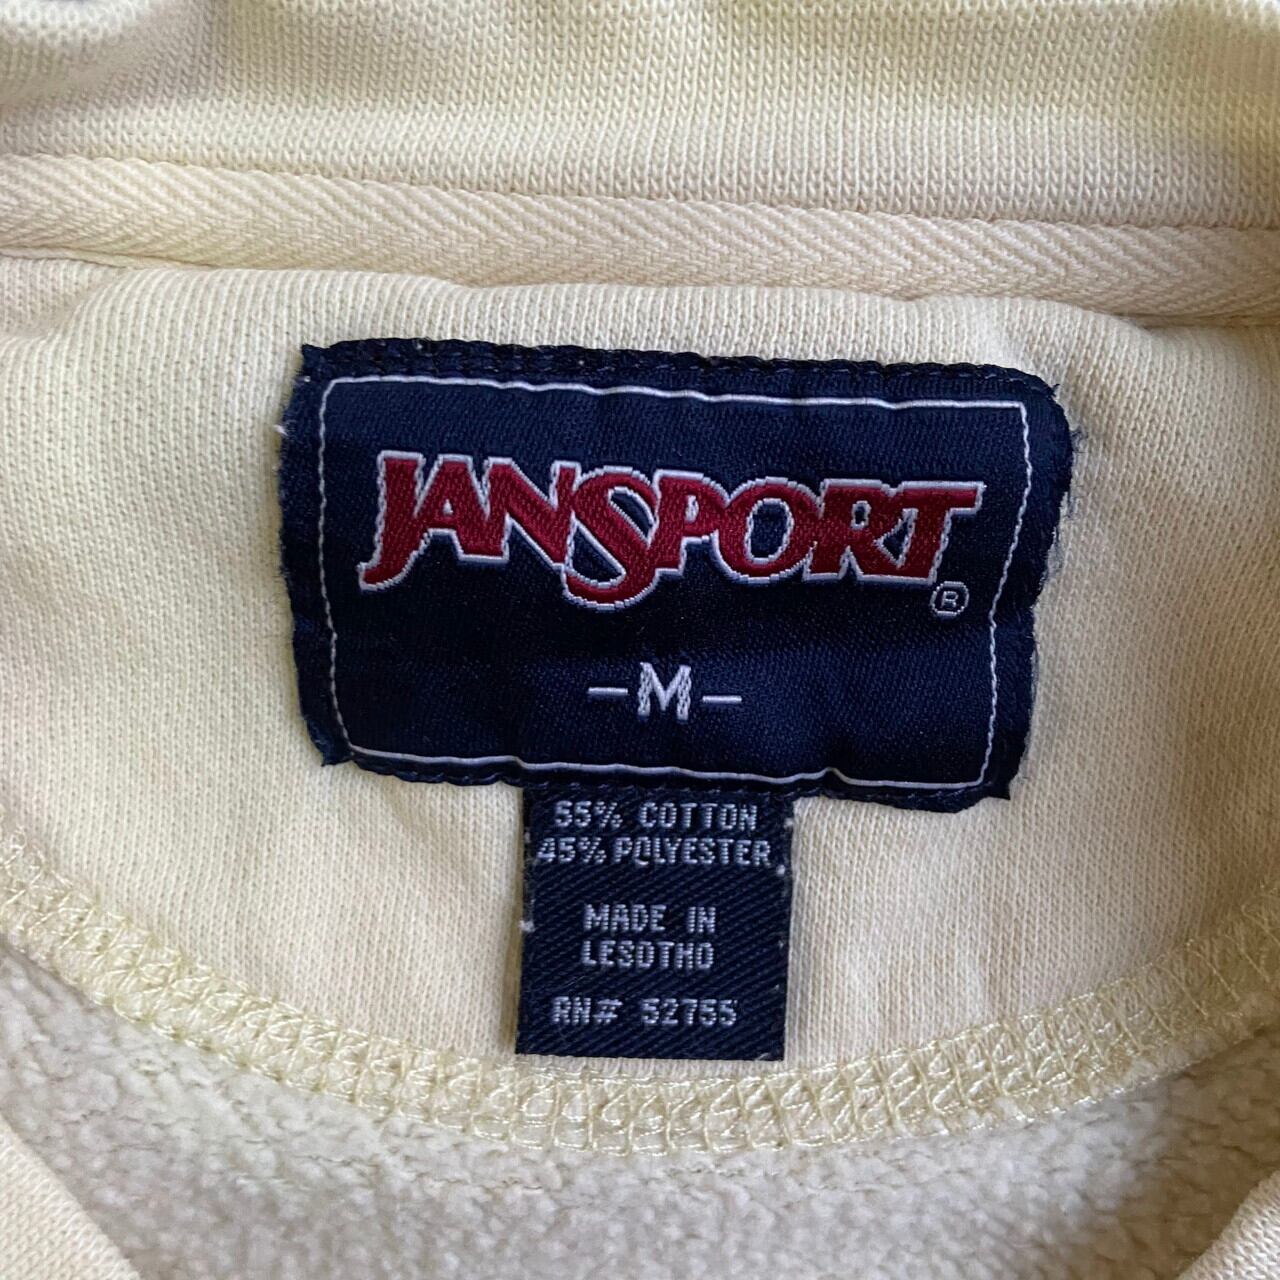 JANSPORT
®
-M-
55% COTTON
45% POLYESTER
MADE IN
LESOTHO
RN# 52755